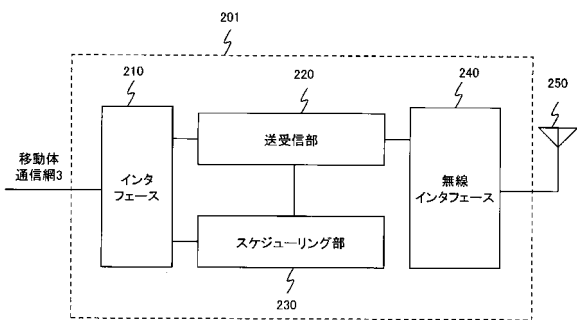 201
210
220
240
250
移動体
通信網3
インタ
フェース
送受信部
無線
インタフェース
スケジューリング部
230